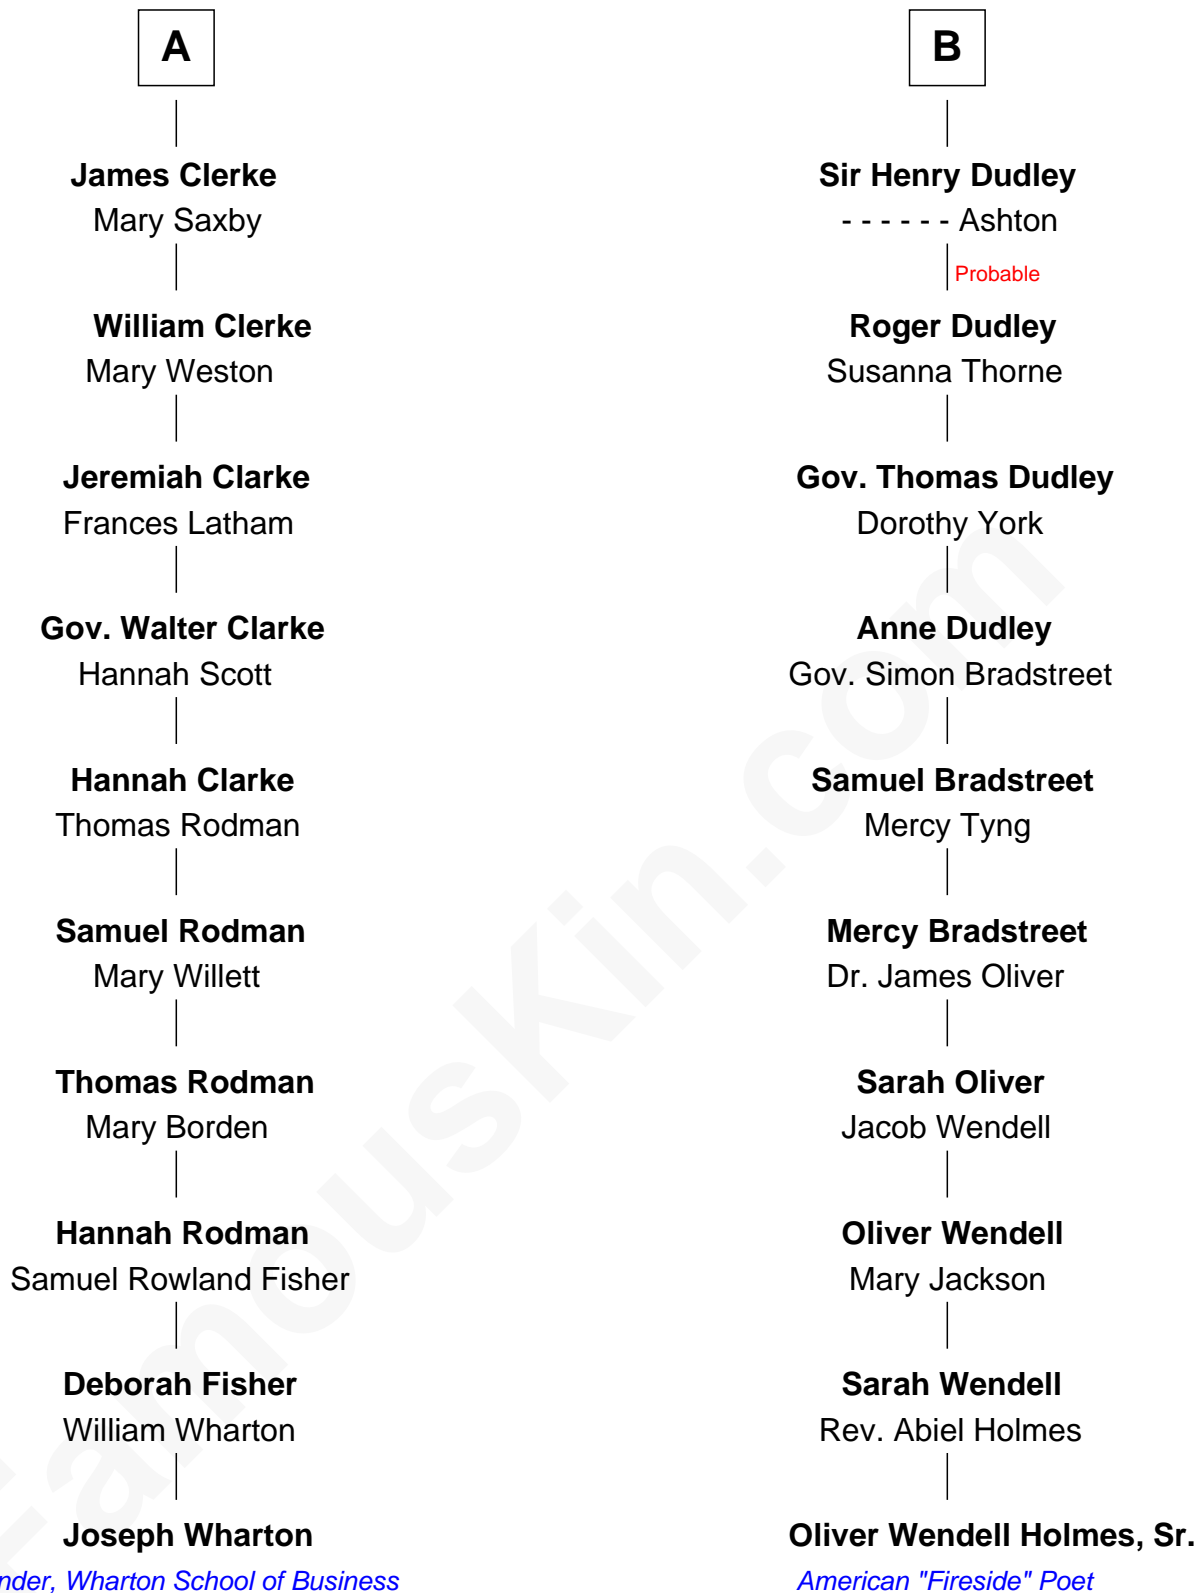 A
James Clerke
Mary Saxby
William Clerke
Mary Weston
Jeremiah Clarke
Frances Latham
Gov. Walter Clarke
Hannah Scott
Hannah Clarke
Thomas Rodman
Samuel Rodman
Mary Willett
Thomas Rodman
Mary Borden
Hannah Rodman
Samuel Rowland Fisher
Deborah Fisher
William Wharton
Joseph Wharton
nder, Wharton School of Business
B
Sir Henry Dudley
- - - - - - Ashton
Probable
Roger Dudley
Susanna Thorne
Gov. Thomas Dudley
Dorothy York
Anne Dudley
Gov. Simon Bradstreet
Samuel Bradstreet
Mercy Tyng
Mercy Bradstreet
Dr. James Oliver
Sarah Oliver
Jacob Wendell
Oliver Wendell
Mary Jackson
Sarah Wendell
Rev. Abiel Holmes
Oliver Wendell Holmes, Sr.
American "Fireside" Poet
FamousKin.com